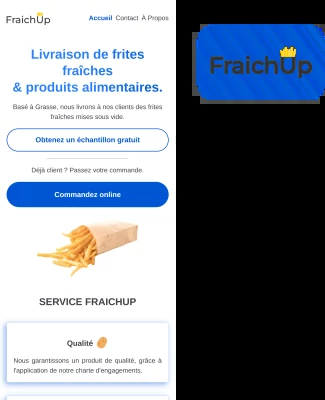 FraichUp
Accueil Contact À Propos
Livraison de frites
fraîches
& produits alimentaires.
Basé à Grasse, nous livrons à nos clients des frites
fraîches mises sous vide.
Obtenez un échantillon gratuit
Déjà client ? Passez votre commande.
Commandez online
SERVICE FRAICHUP
Qualité
Nous garantissons un produit de qualité, grâce à
l'application de notre charte d'engagements.
FraichUp